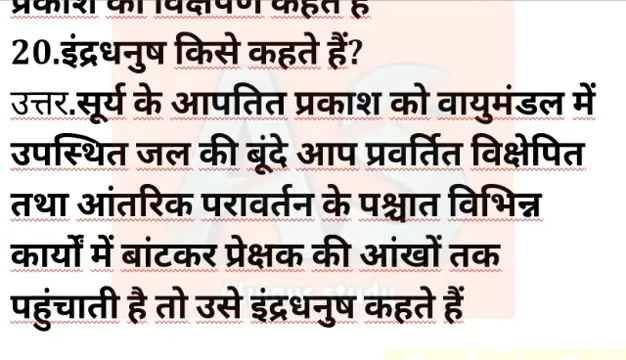 प्रकाश का विक्षेपण कहते हैं
20.इंद्रधनुष किसे कहते हैं?
उत्तर.सूर्य के आपतित प्रकाश को वायुमंडल में
उपस्थित जल की बूंदे आप प्रवर्तित विक्षेपित
तथा आंतरिक परावर्तन के पश्चात विभिन्न
कार्यों में बांटकर प्रेक्षक की आंखों तक
पहुंचाती है तो उसे इंद्रधनुष कहते हैं